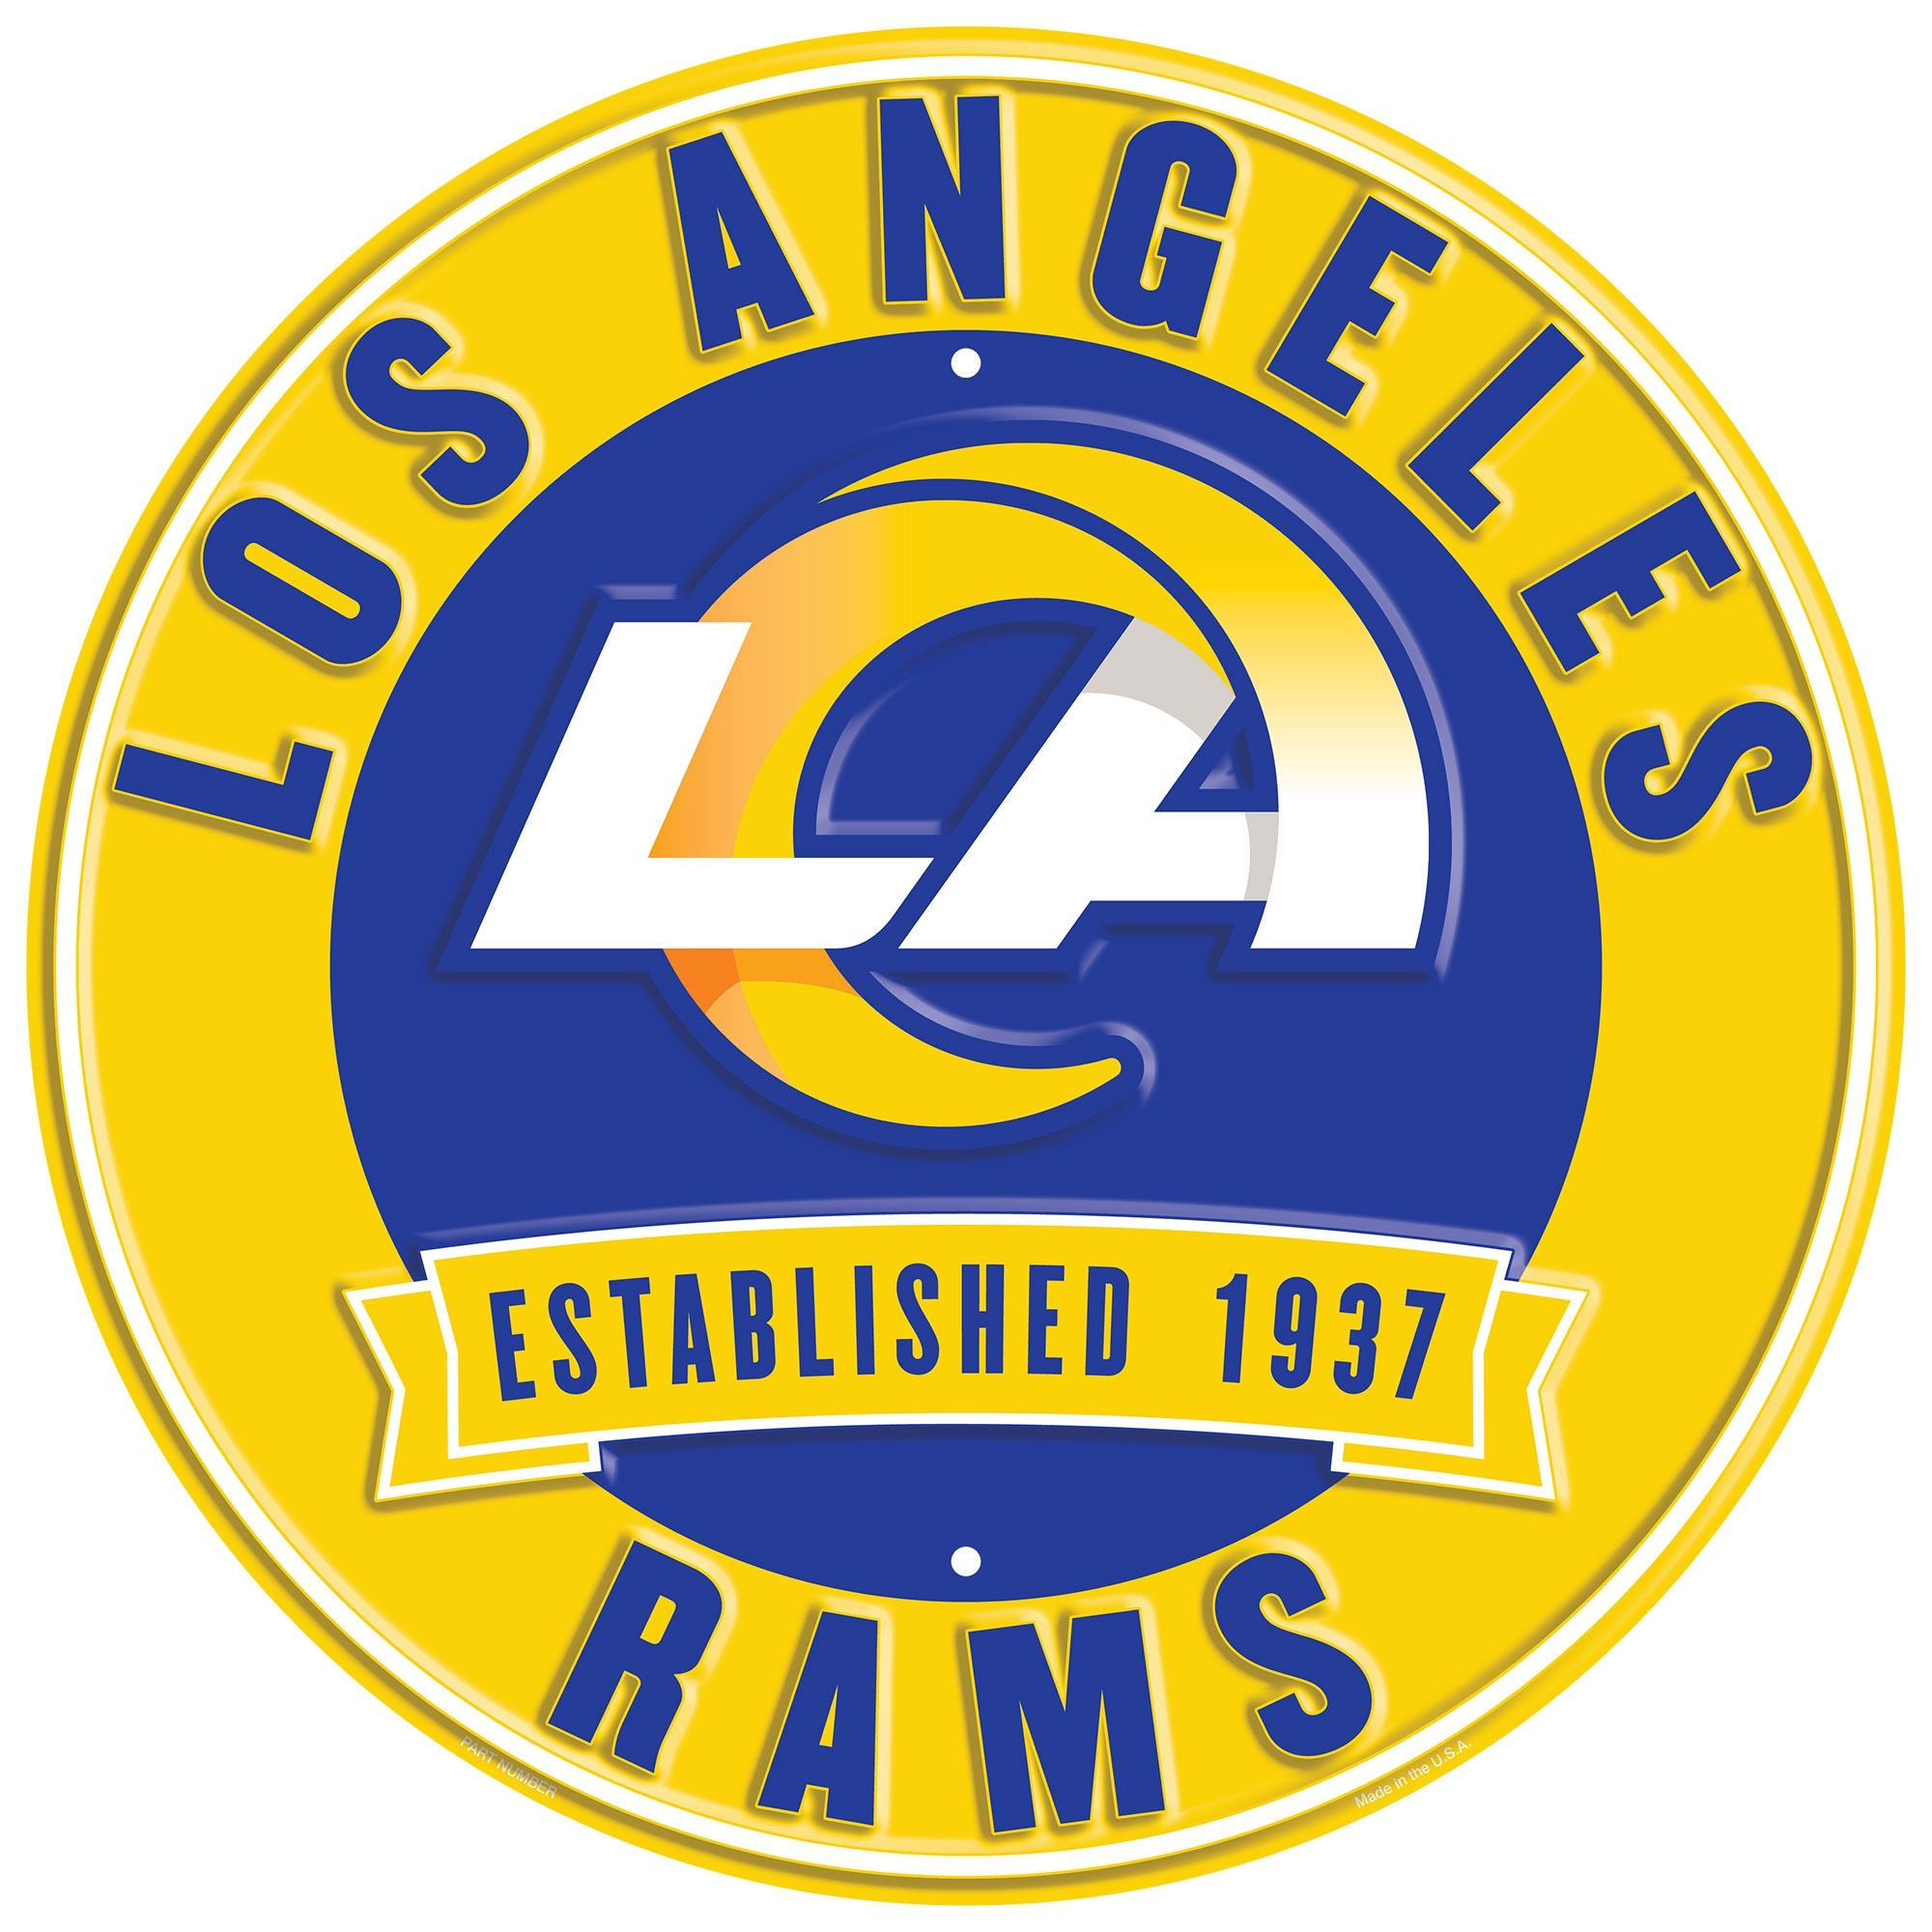 LOS ANGELES
LA
ESTABLISHED 1937
RAMS
PART NUMBER
Made in the U.S.A.